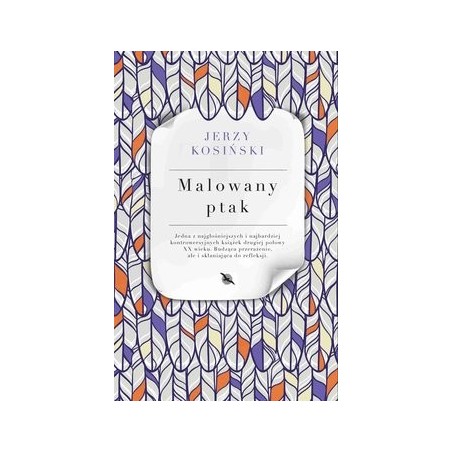 JERZY
KOSIŃSKI
Malowany
ptak
Jedna z najgłośniejszych i najbardziej
kontrowersyjnych książek drugiej połowy
XX wieku. Budząca przerażenie,
ale i skłaniająca do refleksji.